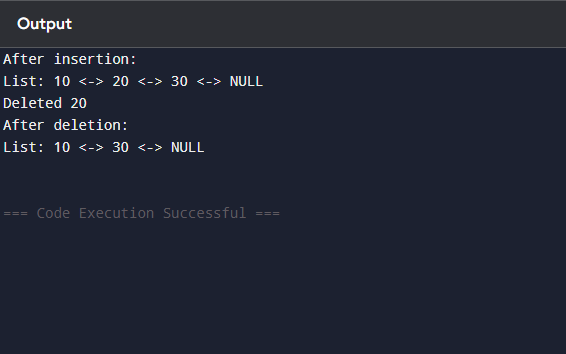 Output
After insertion:
List: 10 <-> 20 <-> 30 <-> NULL
Deleted 20
After deletion:
List: 10 <-> 30 <-> NULL
=== Code Execution Successful ===